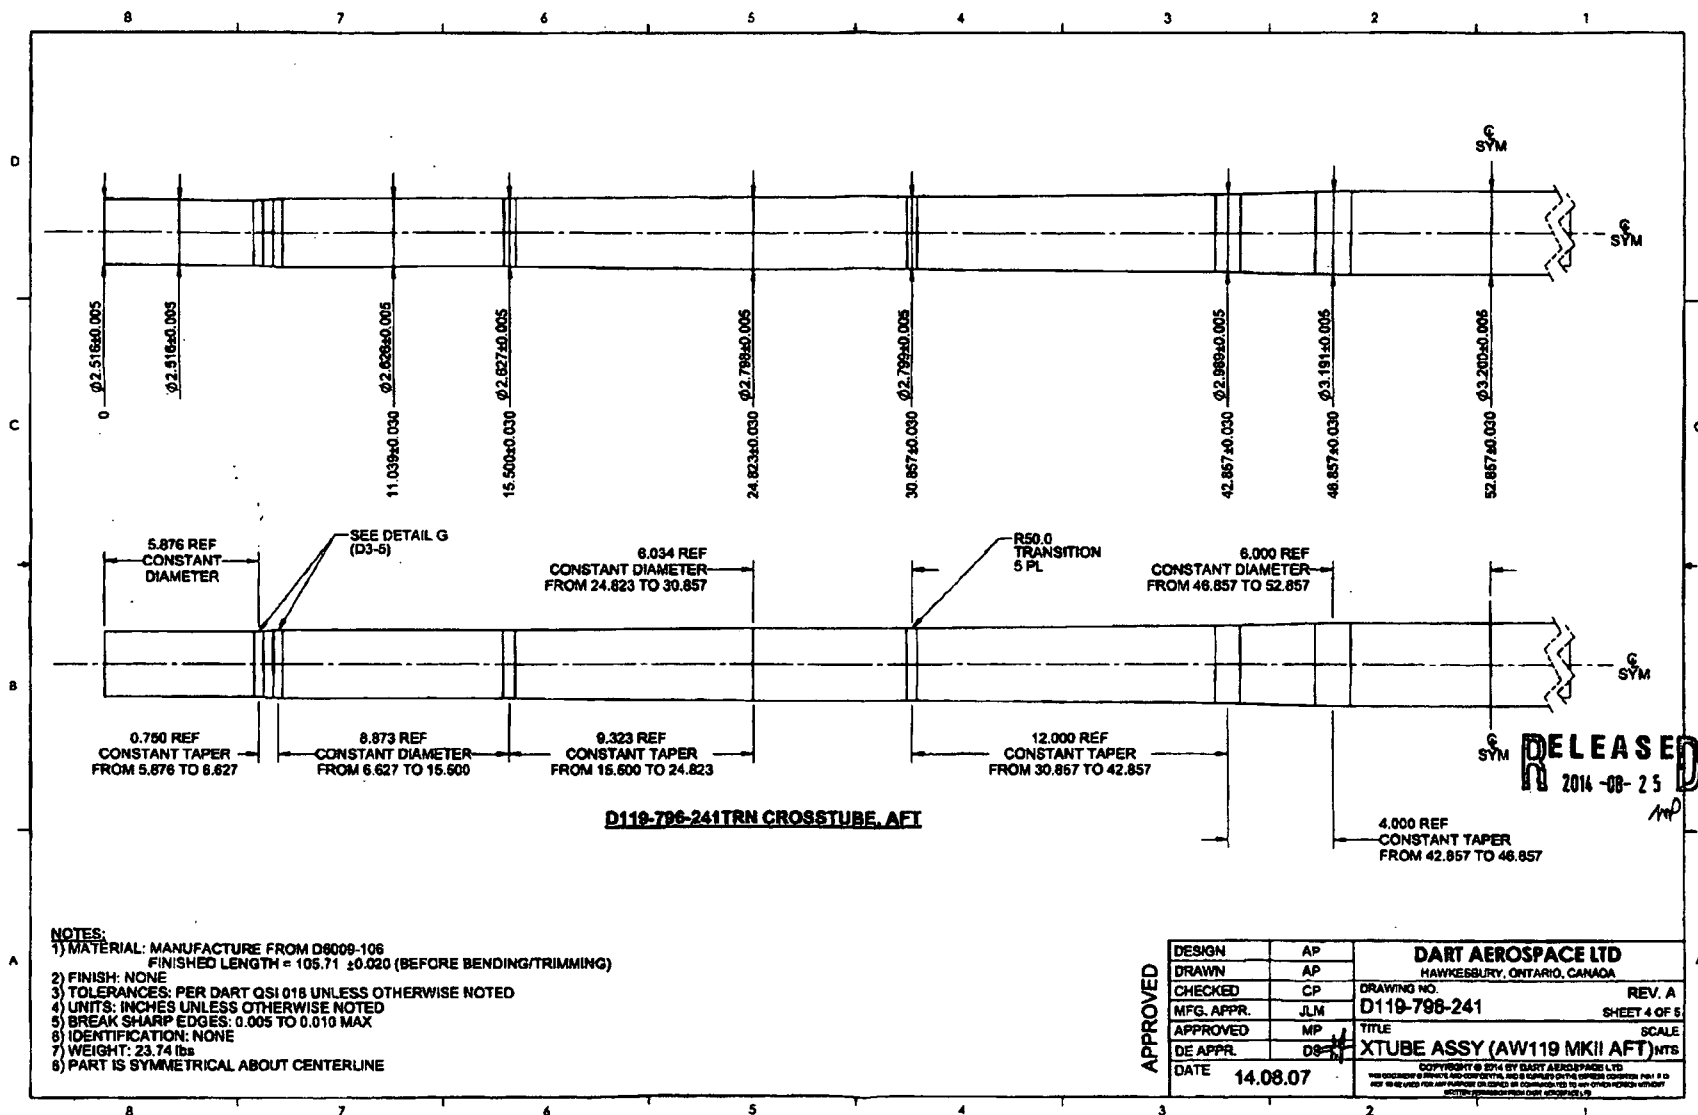 8 7 6 5 4 3 2 1
D
C
B
A
℄
SYM
℄
SYM
Ø2.516±0.005
0
Ø2.516±0.005
Ø2.626±0.005
11.039±0.030
Ø2.627±0.005
15.500±0.030
Ø2.798±0.005
24.823±0.030
Ø2.799±0.005
30.857±0.030
Ø2.989±0.005
42.857±0.030
Ø3.191±0.005
46.857±0.030
Ø3.200±0.005
52.857±0.030
5.876 REF
CONSTANT
DIAMETER
SEE DETAIL G
(D3-5)
6.034 REF
CONSTANT DIAMETER
FROM 24.823 TO 30.857
R50.0
TRANSITION
5 PL
6.000 REF
CONSTANT DIAMETER
FROM 46.857 TO 52.857
℄
SYM
0.750 REF
CONSTANT TAPER
FROM 5.876 TO 6.627
8.873 REF
CONSTANT DIAMETER
FROM 6.627 TO 15.500
9.323 REF
CONSTANT TAPER
FROM 15.500 TO 24.823
12.000 REF
CONSTANT TAPER
FROM 30.857 TO 42.857
℄
SYM
RELEASED
2014-08-25
4.000 REF
CONSTANT TAPER
FROM 42.857 TO 46.857
D119-796-241TRN CROSSTUBE, AFT
NOTES:
1) MATERIAL: MANUFACTURE FROM D6009-106
FINISHED LENGTH = 105.71 ±0.020 (BEFORE BENDING/TRIMMING)
2) FINISH: NONE
3) TOLERANCES: PER DART QSI 018 UNLESS OTHERWISE NOTED
4) UNITS: INCHES UNLESS OTHERWISE NOTED
5) BREAK SHARP EDGES: 0.005 TO 0.010 MAX
6) IDENTIFICATION: NONE
7) WEIGHT: 23.74 lbs
8) PART IS SYMMETRICAL ABOUT CENTERLINE
APPROVED
DESIGN AP
DRAWN AP
CHECKED CP
MFG. APPR. JLM
APPROVED MP
DE APPR. DS
DATE 14.08.07
DART AEROSPACE LTD
HAWKESBURY, ONTARIO, CANADA
DRAWING NO. REV. A
D119-796-241 SHEET 4 OF 5
TITLE SCALE
XTUBE ASSY (AW119 MKII AFT) NTS
COPYRIGHT © 2014 BY DART AEROSPACE LTD
8 7 6 5 4 3 2 1